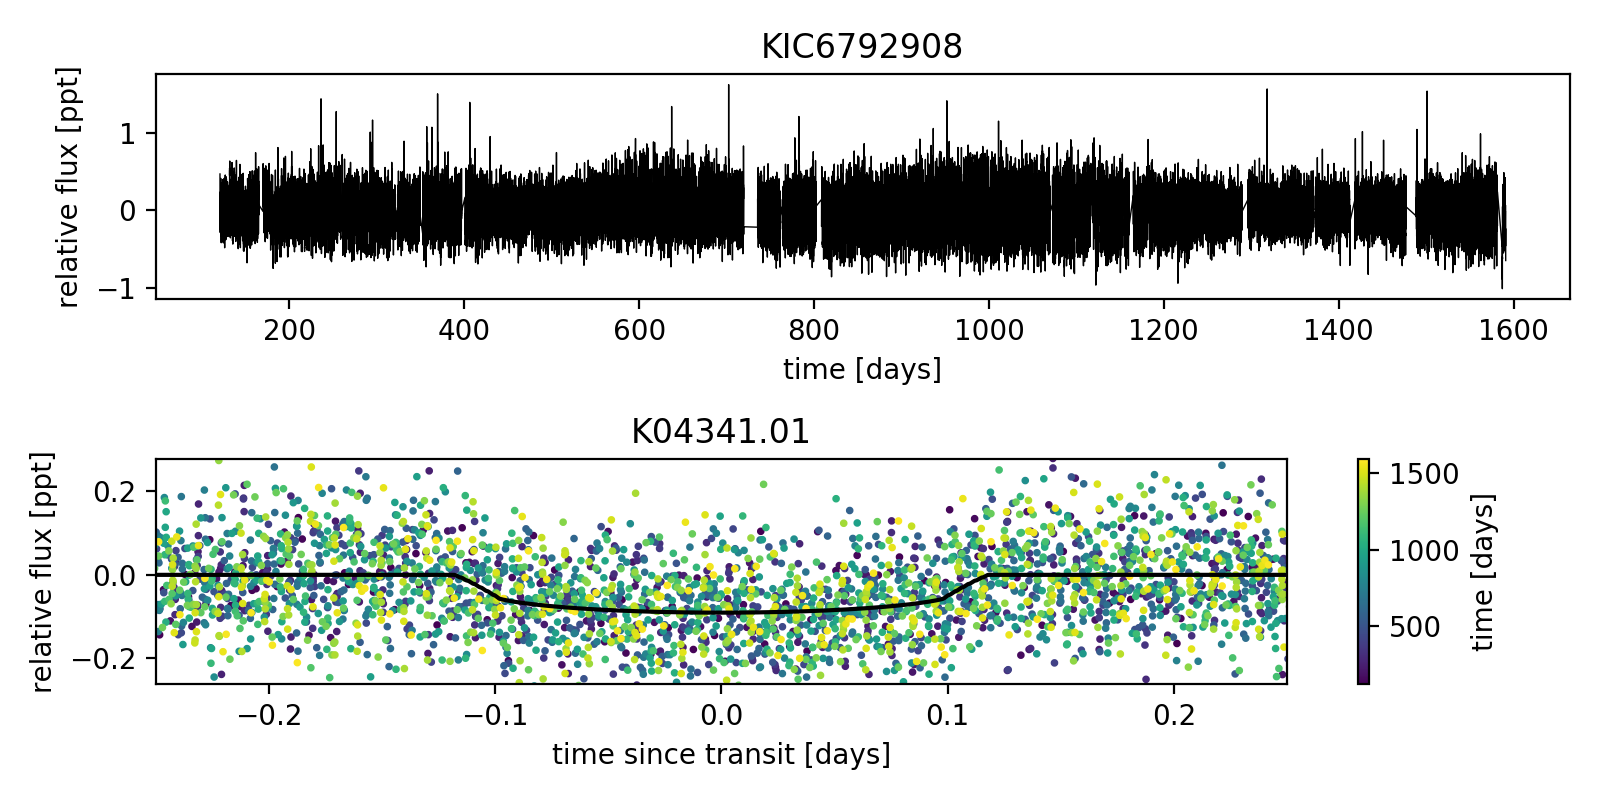 KIC6792908
relative flux [ppt]
1
0
−1
200 400 600 800 1000 1200 1400 1600
time [days]
K04341.01
relative flux [ppt]
0.2
0.0
−0.2
−0.2 −0.1 0.0 0.1 0.2
time since transit [days]
1500
1000
500
time [days]